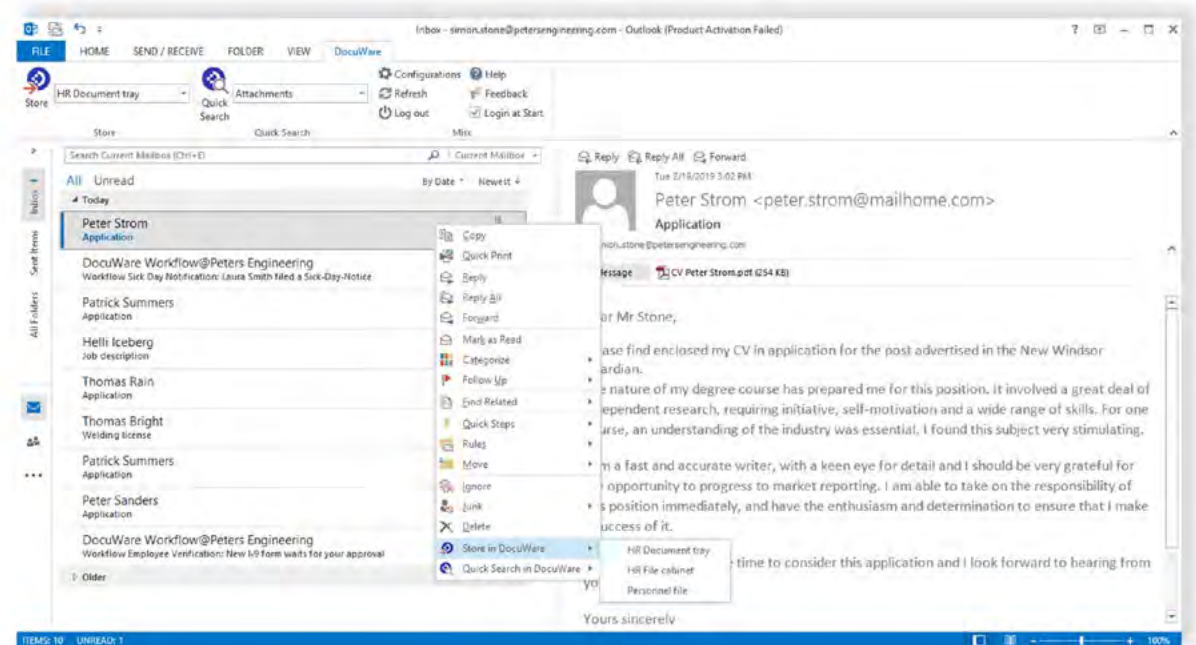 Inbox - simon.stone@petersengineering.com - Outlook (Product Activation Failed)
FILE HOME SEND / RECEIVE FOLDER VIEW DocuWare
Store
HR Document tray
Quick Search
Attachments
Configurations
Refresh
Log out
Help
Feedback
Login at Start
Store Quick Search Misc
Search Current Mailbox (Ctrl+E) Current Mailbox
All Unread By Date Newest
Today
Peter Strom
Application
DocuWare Workflow@Peters Engineering
Workflow Sick Day Notification: Laura Smith filed a Sick-Day-Notice
Patrick Summers
Application
Helli Iceberg
Job description
Thomas Rain
Application
Thomas Bright
Welding license
Patrick Summers
Application
Peter Sanders
Application
DocuWare Workflow@Peters Engineering
Workflow Employee Verification: New I-9 form waits for your approval
Older
Inbox
Sent Items
All Folders
Copy
Quick Print
Reply
Reply All
Forward
Mark as Read
Categorize
Follow Up
Find Related
Quick Steps
Rules
Move
Ignore
Junk
Delete
Store in DocuWare
Quick Search in DocuWare
HR Document tray
HR File cabinet
Personnel file
Reply Reply All Forward
Tue 2/19/2019 3:02 PM
Peter Strom <peter.strom@mailhome.com>
Application
stone@petersengineering.com
CV Peter Strom.pdf (254 KB)
Mr Stone,
find enclosed my CV in application for the post advertised in the New Windsor
nature of my degree course has prepared me for this position. It involved a great deal of
research, requiring initiative, self-motivation and a wide range of skills. For one
an understanding of the industry was essential, I found this subject very stimulating.
a fast and accurate writer, with a keen eye for detail and I should be very grateful for
opportunity to progress to market reporting. I am able to take on the responsibility of
position immediately, and have the enthusiasm and determination to ensure that I make
of it.
time to consider this application and I look forward to hearing from
Yours sincerely
ITEMS: 10 UNREAD: 1
100%